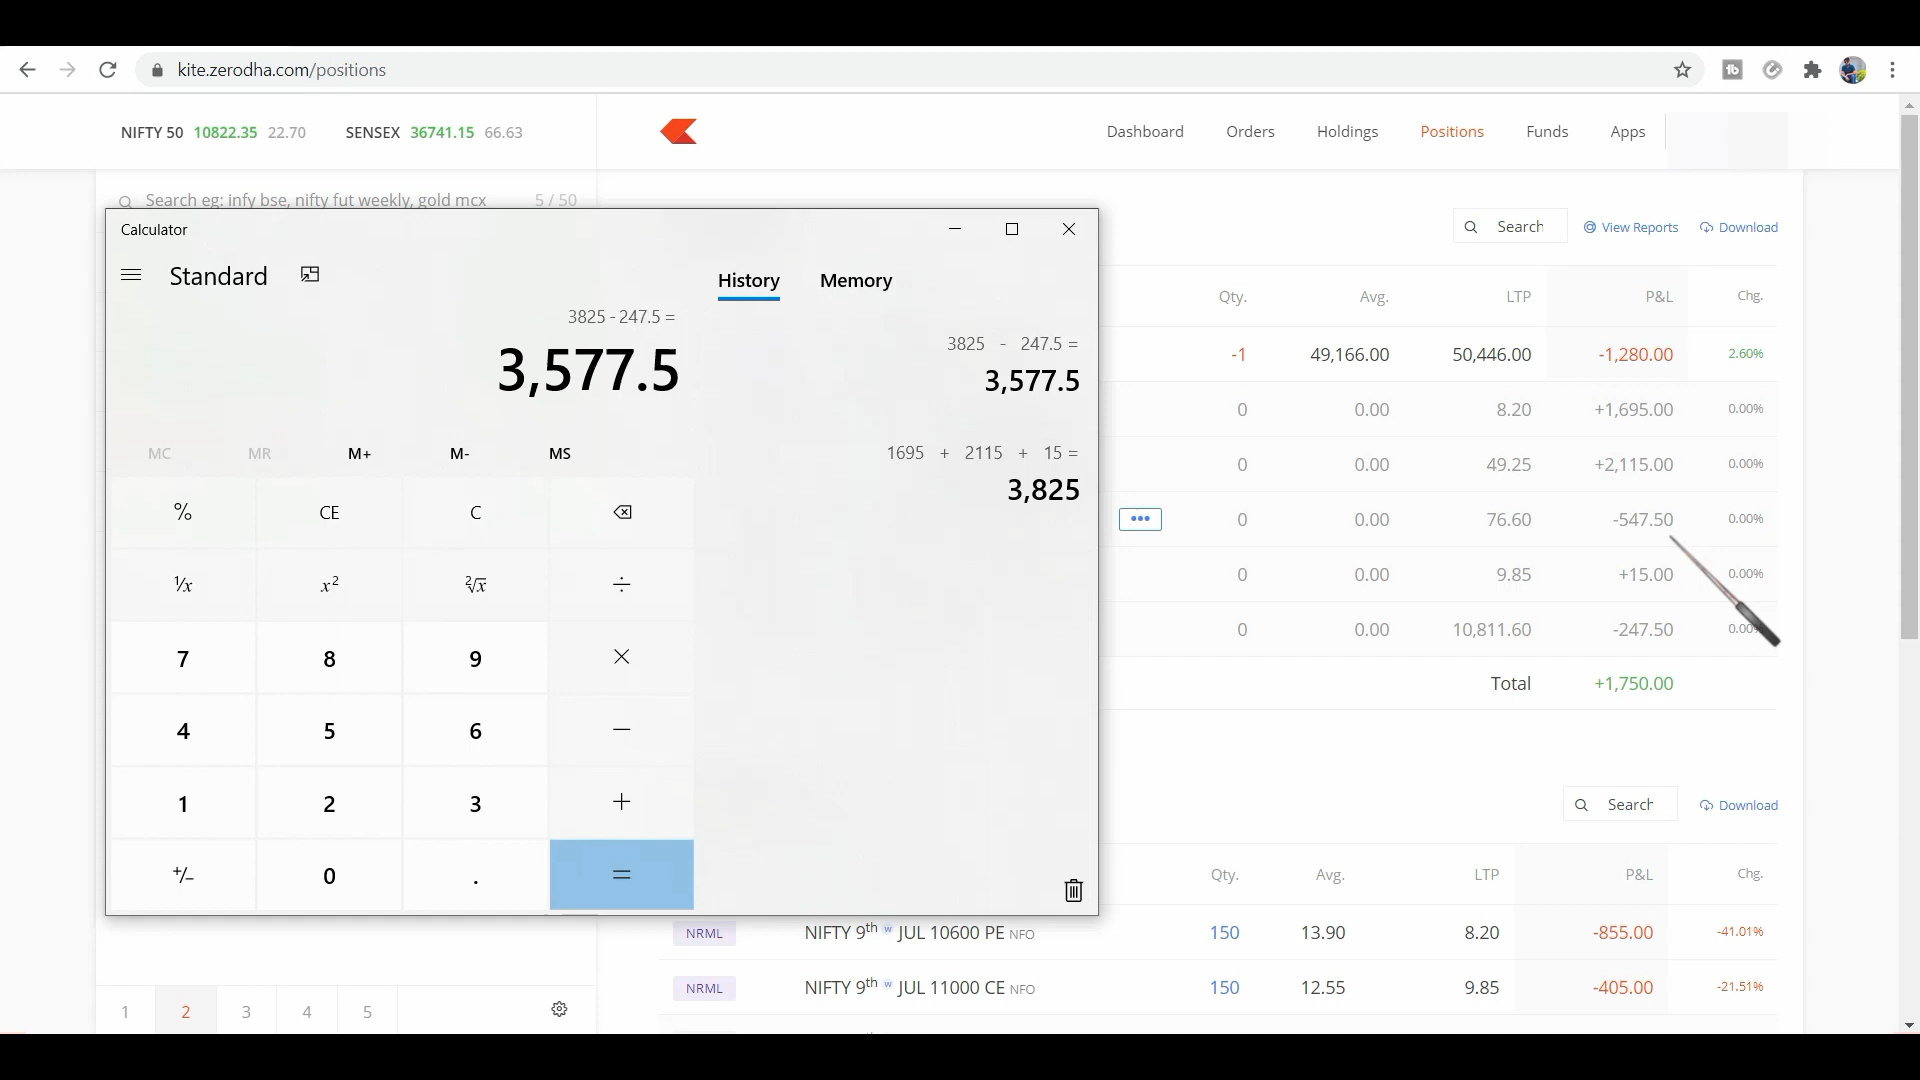 kite.zerodha.com/positions
NIFTY 50 10822.35 22.70 SENSEX 36741.15 66.63
Dashboard Orders Holdings Positions Funds Apps
Search eg: infy bse, nifty fut weekly, gold mcx 5 / 50
Calculator
Standard
History Memory
3825 - 247.5 =
3,577.5
3825 - 247.5 =
3,577.5
1695 + 2115 + 15 =
3,825
MC MR M+ M- MS
% CE C
¹/x x² ²√x ÷
7 8 9 ×
4 5 6 −
1 2 3 +
+/− 0 . =
Search View Reports Download
Qty. Avg. LTP P&L Chg.
-1 49,166.00 50,446.00 -1,280.00 2.60%
0 0.00 8.20 +1,695.00 0.00%
0 0.00 49.25 +2,115.00 0.00%
••• 0 0.00 76.60 -547.50 0.00%
0 0.00 9.85 +15.00 0.00%
0 0.00 10,811.60 -247.50 0.00%
Total +1,750.00
Search Download
Qty. Avg. LTP P&L Chg.
NRML NIFTY 9th w JUL 10600 PE NFO 150 13.90 8.20 -855.00 -41.01%
NRML NIFTY 9th w JUL 11000 CE NFO 150 12.55 9.85 -405.00 -21.51%
1 2 3 4 5